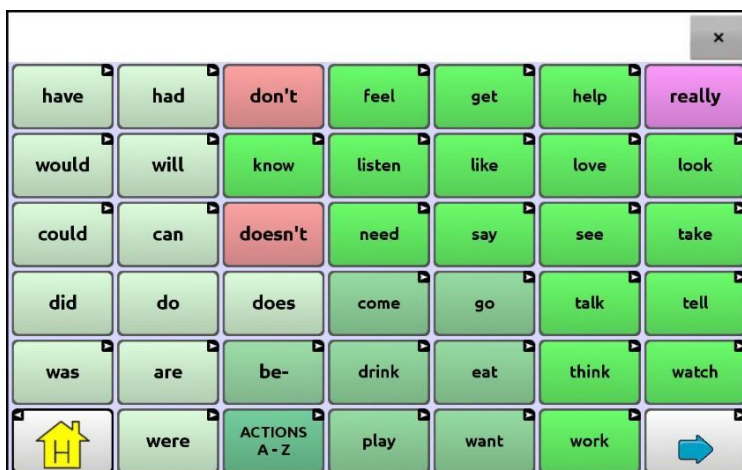 ×
have had don't feel get help really
would will know listen like love look
could can doesn't need say see take
did do does come go talk tell
was are be- drink eat think watch
H were ACTIONS A - Z play want work